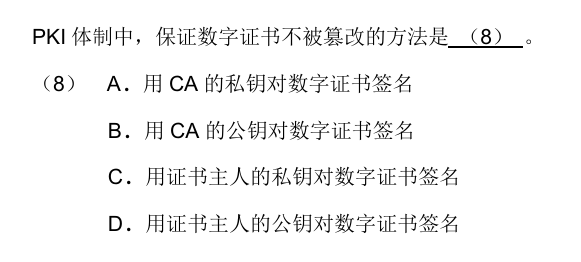 PKI 体制中，保证数字证书不被篡改的方法是 （8） 。
（8） A．用 CA 的私钥对数字证书签名
B．用 CA 的公钥对数字证书签名
C．用证书主人的私钥对数字证书签名
D．用证书主人的公钥对数字证书签名